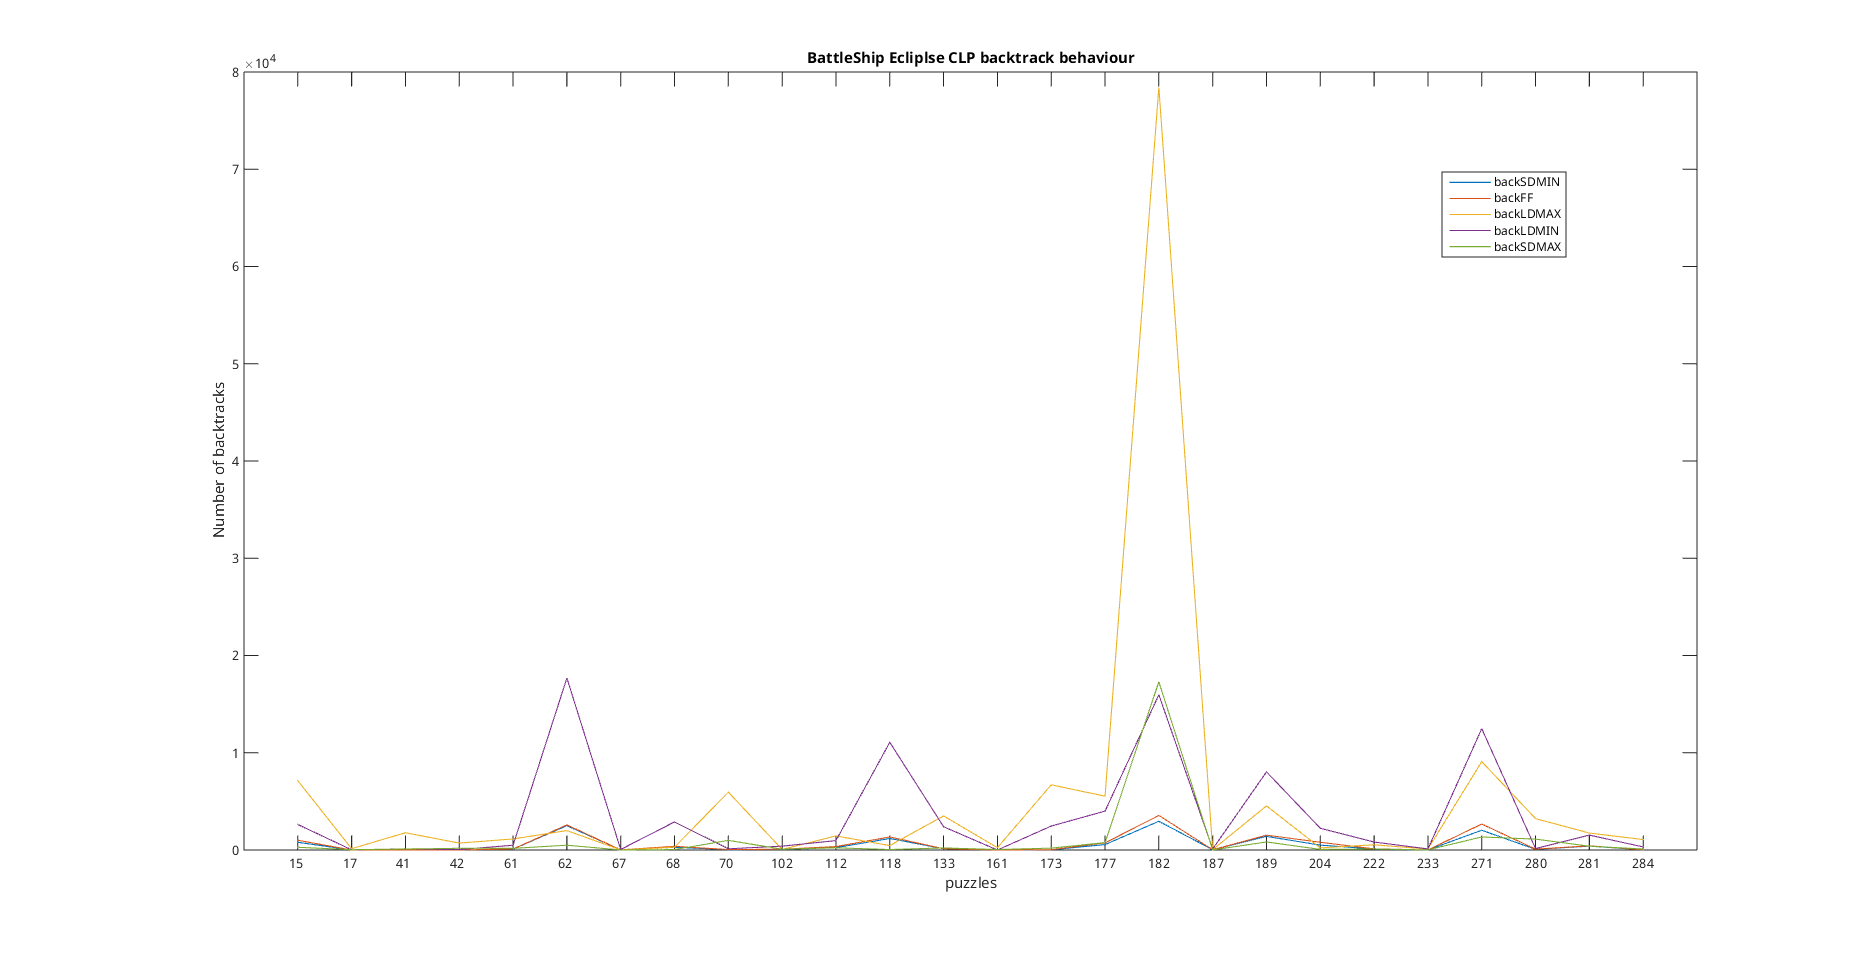 BattleShip Ecliplse CLP backtrack behaviour
×10^4
8
7
6
5
4
3
2
1
0
Number of backtracks
backSDMIN
backFF
backLDMAX
backLDMIN
backSDMAX
15 17 41 42 61 62 67 68 70 102 112 118 133 161 173 177 182 187 189 204 222 233 271 280 281 284
puzzles